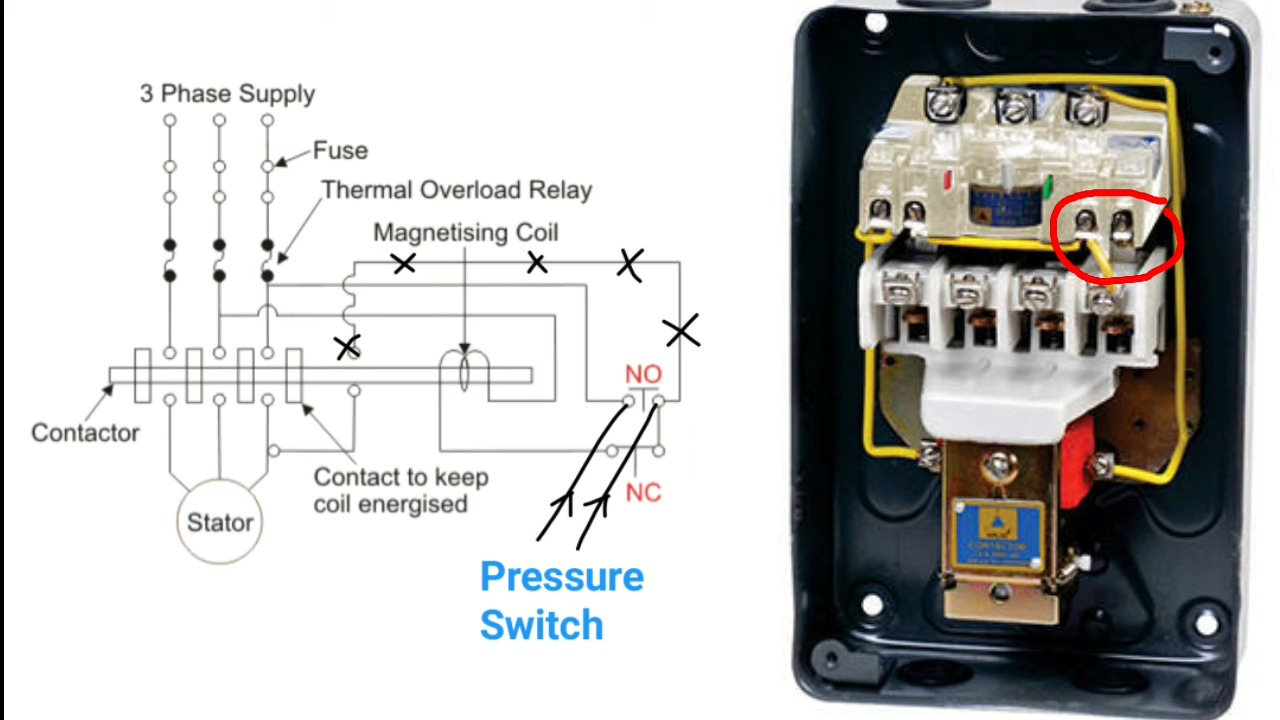 3 Phase Supply
Fuse
Thermal Overload Relay
Magnetising Coil
NO
Contactor
Contact to keep
coil energised
NC
Stator
Pressure
Switch
CONTACTOR